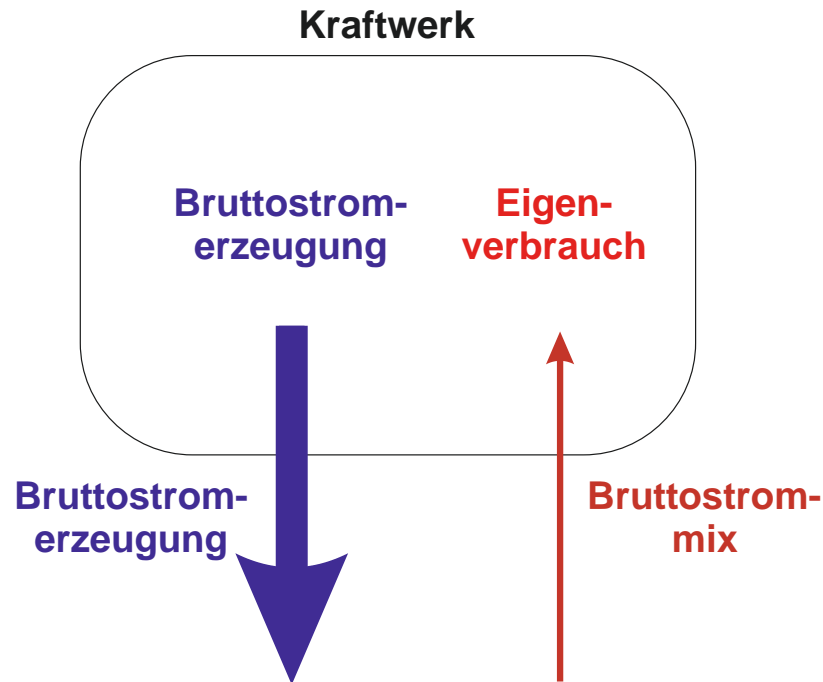 Kraftwerk
Bruttostrom-
erzeugung
Eigen-
verbrauch
Bruttostrom-
erzeugung
Bruttostrom-
mix